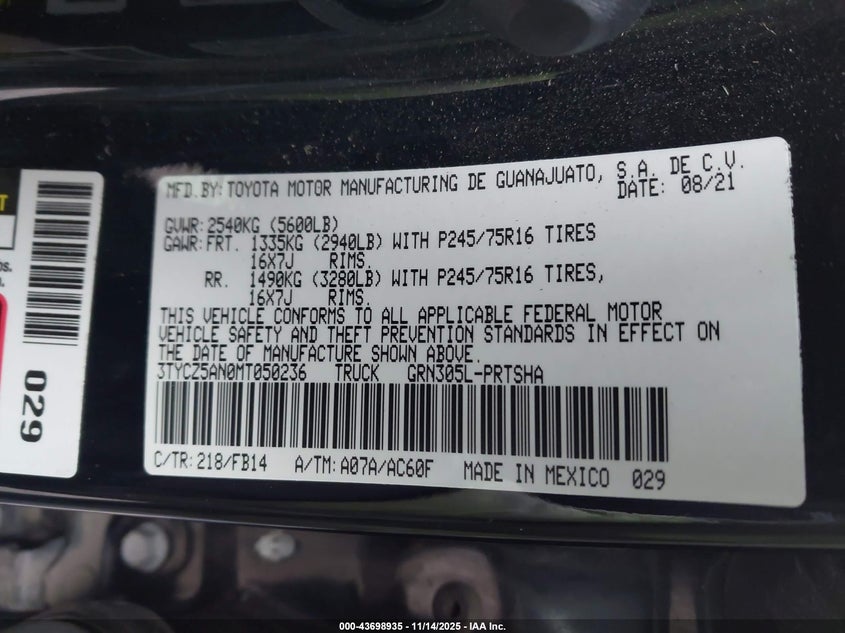 MFD.BY: TOYOTA MOTOR MANUFACTURING DE GUANAJUATO, S.A. DE C.V.
DATE: 08/21
GVWR: 2540KG (5600LB)
GAWR: FRT. 1335KG (2940LB) WITH P245/75R16 TIRES
16X7J RIMS.
RR. 1490KG (3280LB) WITH P245/75R16 TIRES,
16X7J RIMS.
THIS VEHICLE CONFORMS TO ALL APPLICABLE FEDERAL MOTOR
VEHICLE SAFETY AND THEFT PREVENTION STANDARDS IN EFFECT ON
THE DATE OF MANUFACTURE SHOWN ABOVE.
3TYCZ5AN0MT050236 TRUCK GRN305L-PRTSHA
C/TR: 218/FB14 A/TM: A07A/AC60F MADE IN MEXICO 029
029
000-43698935 - 11/14/2025 - IAA Inc.